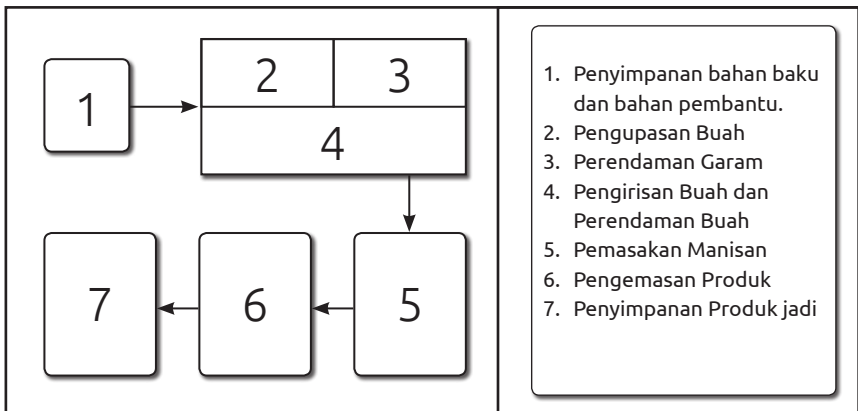 1
2
3
4
5
6
7
1. Penyimpanan bahan baku
dan bahan pembantu.
2. Pengupasan Buah
3. Perendaman Garam
4. Pengirisan Buah dan
Perendaman Buah
5. Pemasakan Manisan
6. Pengemasan Produk
7. Penyimpanan Produk jadi